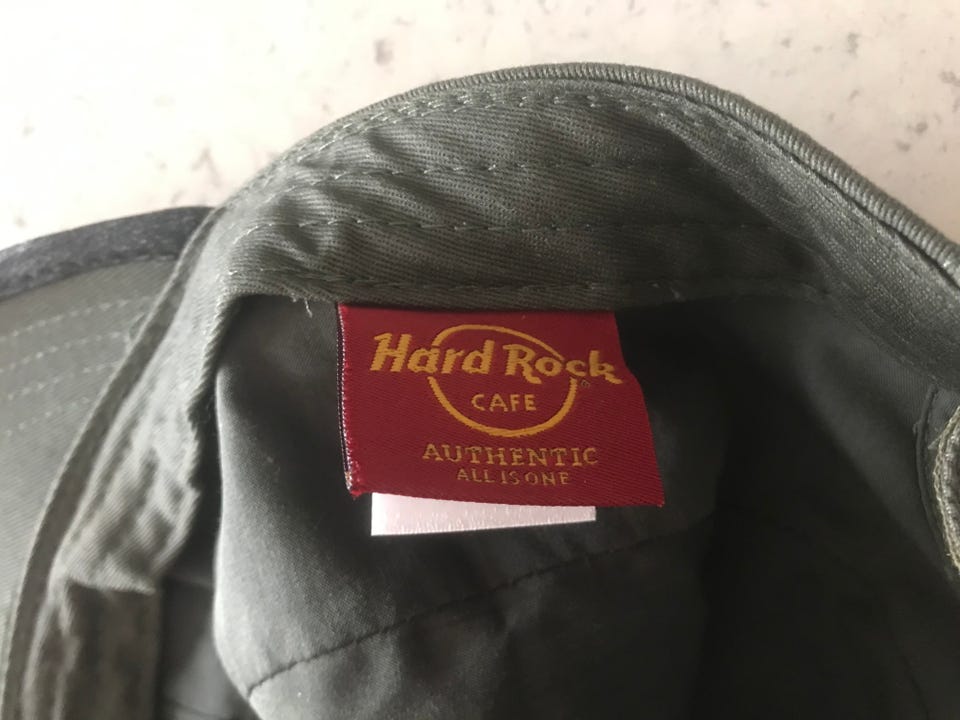 Hard Rock
CAFE
AUTHENTIC
ALL IS ONE